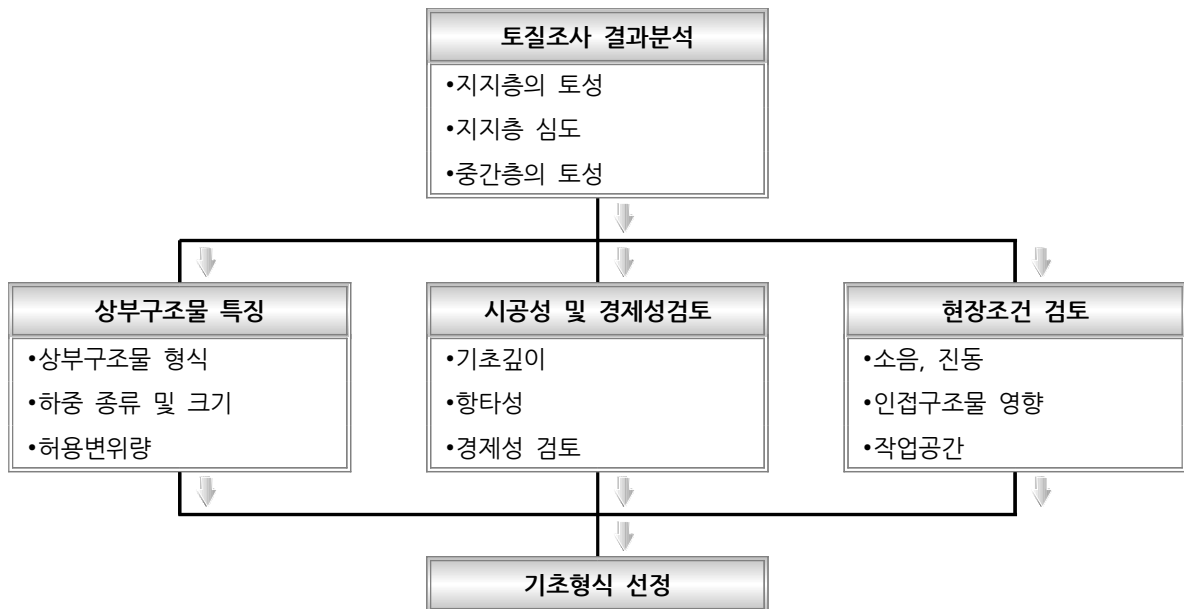 토질조사 결과분석
•지지층의 토성
•지지층 심도
•중간층의 토성
상부구조물 특징
•상부구조물 형식
•하중 종류 및 크기
•허용변위량
시공성 및 경제성검토
•기초깊이
•항타성
•경제성 검토
현장조건 검토
•소음, 진동
•인접구조물 영향
•작업공간
기초형식 선정